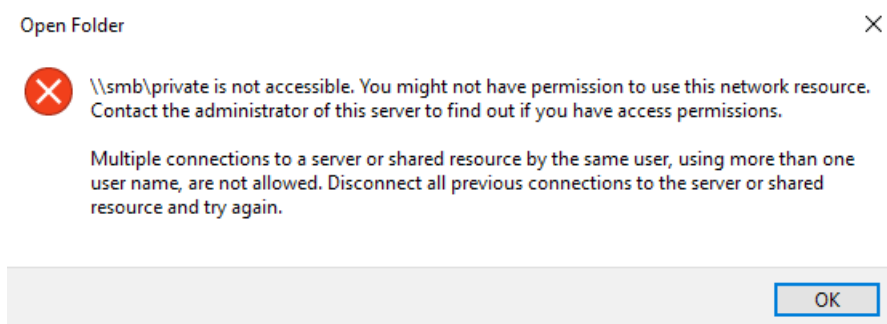 Open Folder
\\smb\private is not accessible. You might not have permission to use this network resource.
Contact the administrator of this server to find out if you have access permissions.
Multiple connections to a server or shared resource by the same user, using more than one
user name, are not allowed. Disconnect all previous connections to the server or shared
resource and try again.
OK